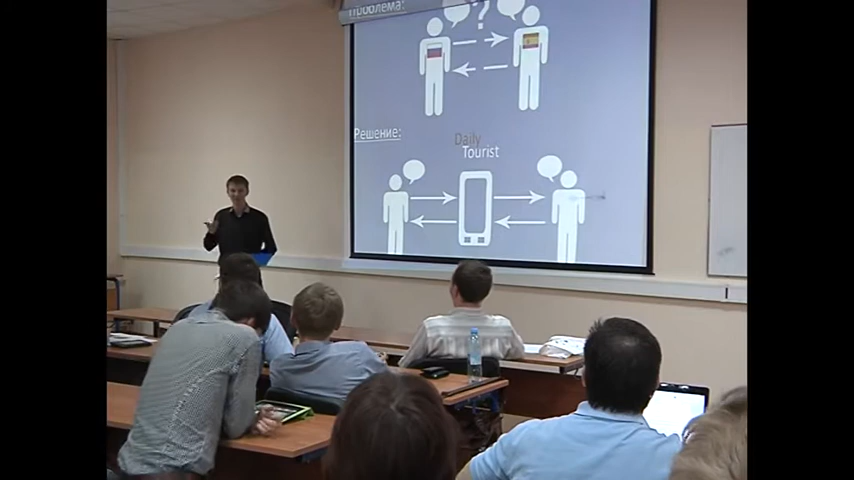 Проблема:
?
Решение:
Daily
Tourist